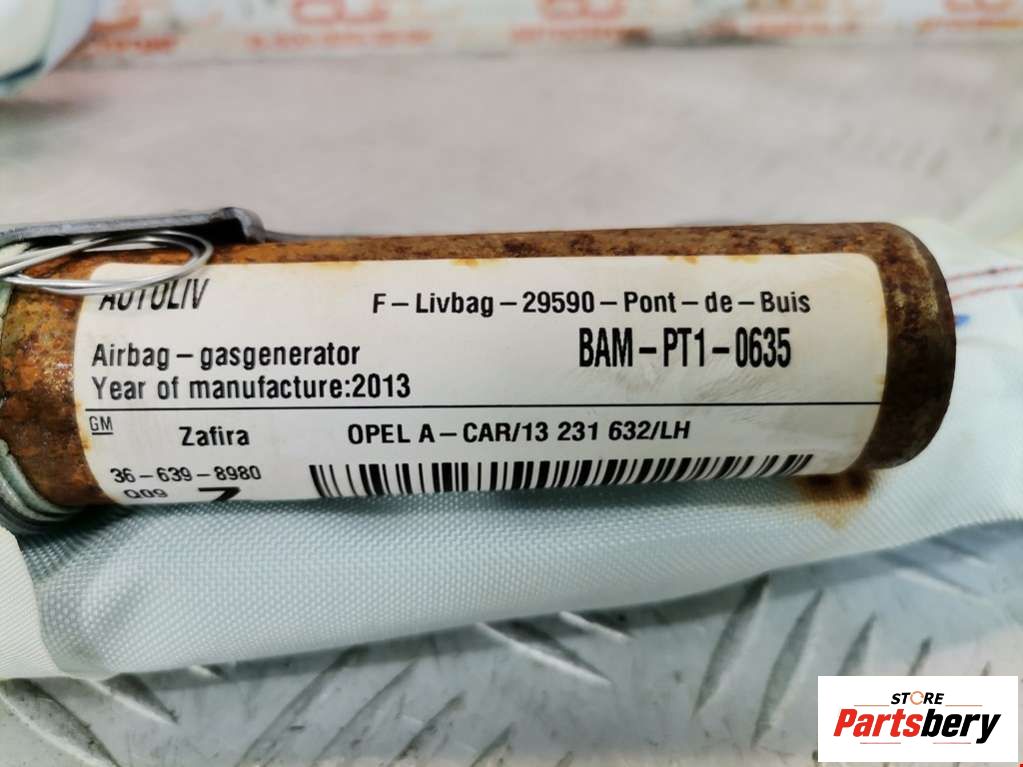 AUTOLIV
F-Livbag-29590-Pont-de-Buis
Airbag-gasgenerator
BAM-PT1-0635
Year of manufacture:2013
GM
Zafira
OPEL A-CAR/13 231 632/LH
36-639-8980
Q09
STORE
Partsbery